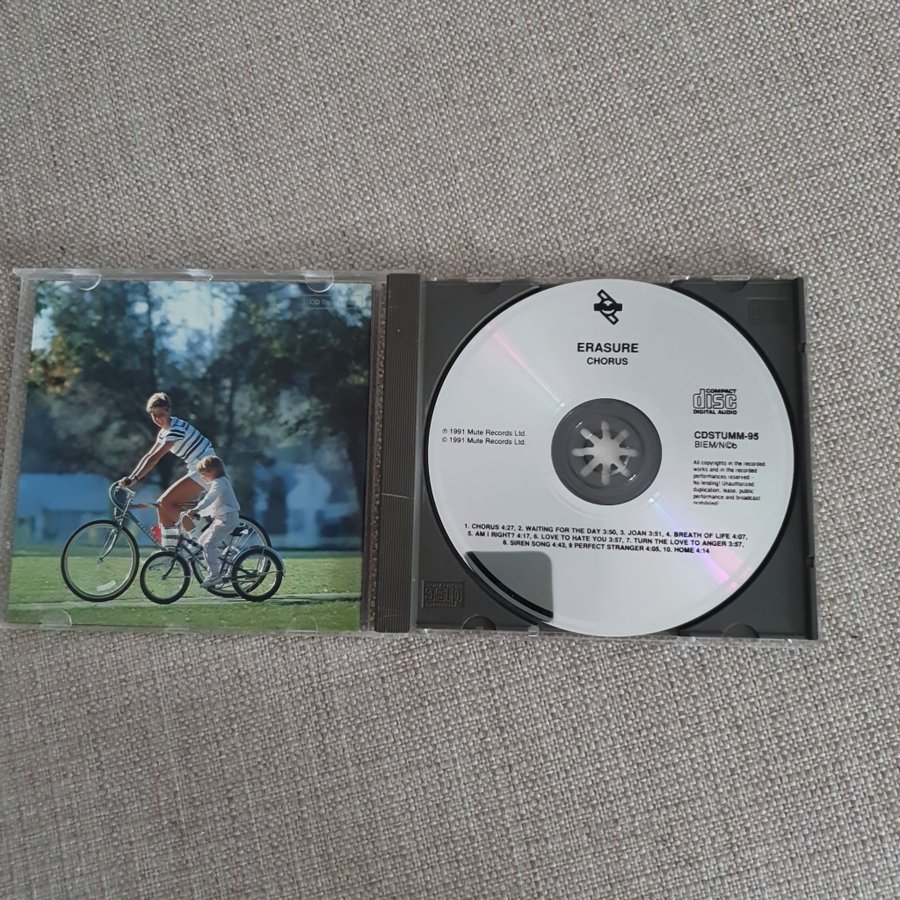 CD St
ERASURE
CHORUS
COMPACT
disc
DIGITAL AUDIO
℗ 1991 Mute Records Ltd.
© 1991 Mute Records Ltd.
CDSTUMM-95
BIEM/N©b
All copyrights in the recorded
works and in the recorded
performances reserved -
No lending! Unauthorized
duplication, lease, public
performance and broadcast
prohibited!
1. CHORUS 4:27, 2. WAITING FOR THE DAY 3:50, 3. JOAN 3:51, 4. BREATH OF LIFE 4:07,
5. AM I RIGHT? 4:17, 6. LOVE TO HATE YOU 3:57, 7. TURN THE LOVE TO ANGER 3:57,
8. SIREN SONG 4:43, 9 PERFECT STRANGER 4:05, 10. HOME 4:14
disc